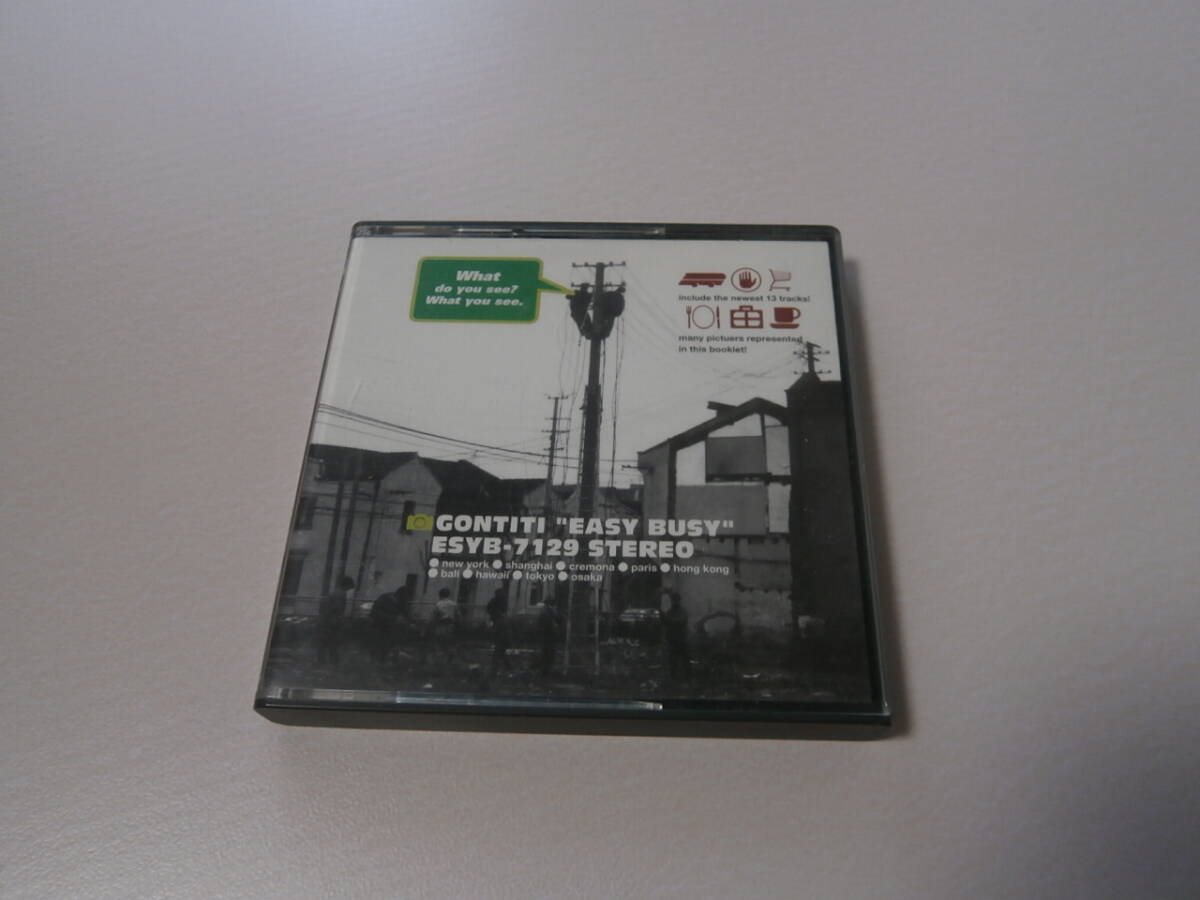 What
do you see?
What you see.
include the newest 13 tracks!
many pictuers represented
in this booklet!
GONTITI "EASY BUSY"
ESYB-7129 STEREO
● new york ● shanghai ● cremona ● paris ● hong kong
● bali ● hawaii ● tokyo ● osaka